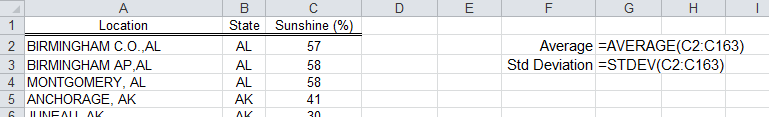 A B C D E F G H I
1 Location State Sunshine (%)
2 BIRMINGHAM C.O.,AL AL 57 Average =AVERAGE(C2:C163)
3 BIRMINGHAM AP,AL AL 58 Std Deviation =STDEV(C2:C163)
4 MONTGOMERY, AL AL 58
5 ANCHORAGE, AK AK 41
6 JUNEAU, AK AK 30